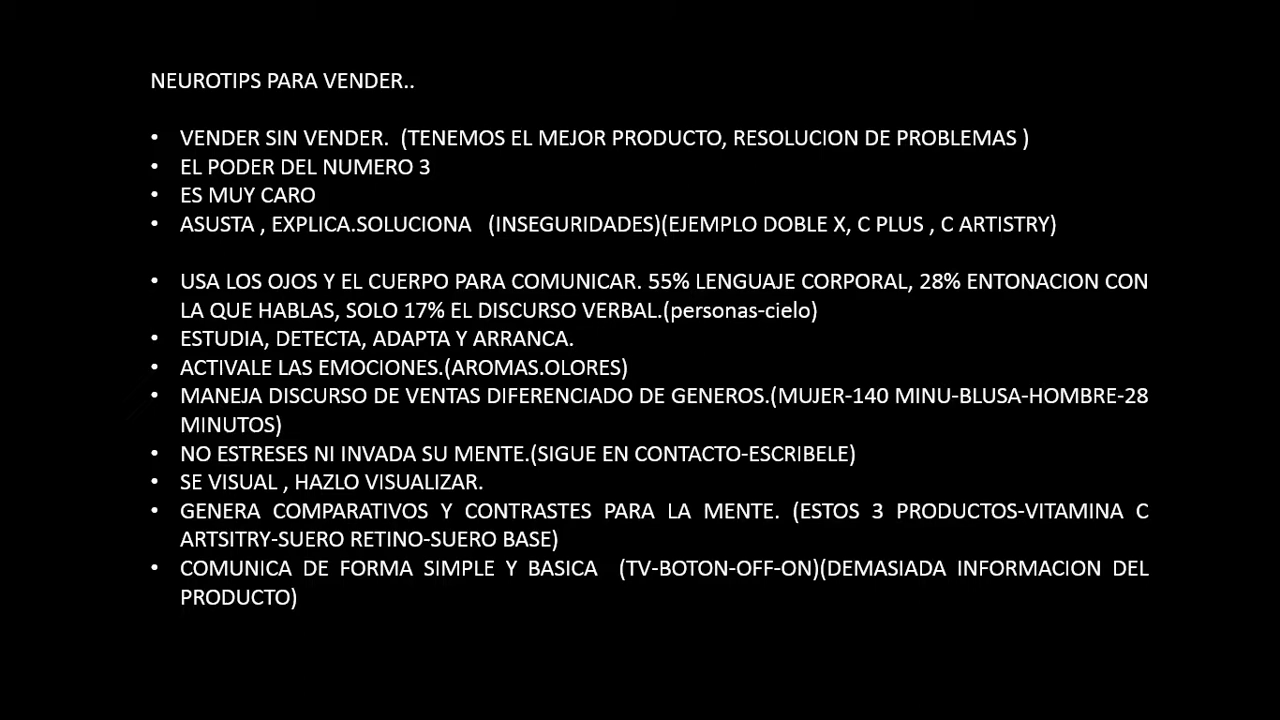 NEUROTIPS PARA VENDER..
• VENDER SIN VENDER. (TENEMOS EL MEJOR PRODUCTO, RESOLUCION DE PROBLEMAS )
• EL PODER DEL NUMERO 3
• ES MUY CARO
• ASUSTA , EXPLICA.SOLUCIONA (INSEGURIDADES)(EJEMPLO DOBLE X, C PLUS , C ARTISTRY)
• USA LOS OJOS Y EL CUERPO PARA COMUNICAR. 55% LENGUAJE CORPORAL, 28% ENTONACION CON
LA QUE HABLAS, SOLO 17% EL DISCURSO VERBAL.(personas-cielo)
• ESTUDIA, DETECTA, ADAPTA Y ARRANCA.
• ACTIVALE LAS EMOCIONES.(AROMAS.OLORES)
• MANEJA DISCURSO DE VENTAS DIFERENCIADO DE GENEROS.(MUJER-140 MINU-BLUSA-HOMBRE-28
MINUTOS)
• NO ESTRESES NI INVADA SU MENTE.(SIGUE EN CONTACTO-ESCRIBELE)
• SE VISUAL , HAZLO VISUALIZAR.
• GENERA COMPARATIVOS Y CONTRASTES PARA LA MENTE. (ESTOS 3 PRODUCTOS-VITAMINA C
ARTSITRY-SUERO RETINO-SUERO BASE)
• COMUNICA DE FORMA SIMPLE Y BASICA (TV-BOTON-OFF-ON)(DEMASIADA INFORMACION DEL
PRODUCTO)